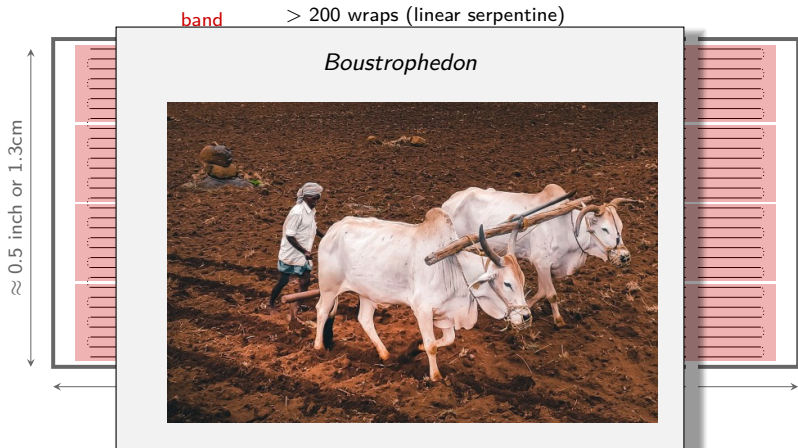 band
> 200 wraps (linear serpentine)
Boustrophedon
≈ 0.5 inch or 1.3cm